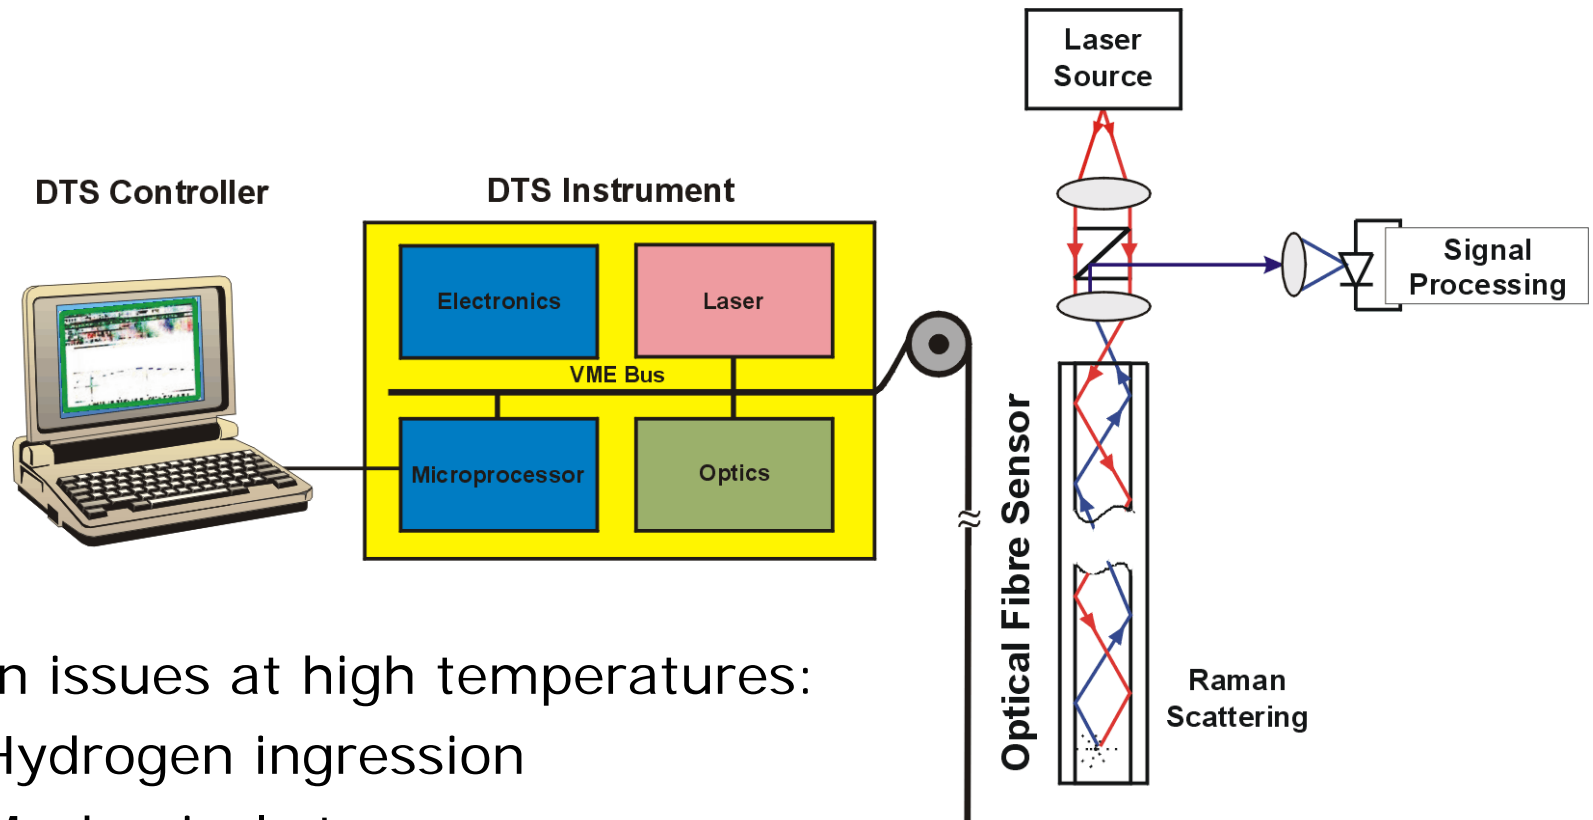 Laser
Source
DTS Controller
DTS Instrument
Electronics
Laser
Signal
Processing
VME Bus
Microprocessor
Optics
Optical Fibre Sensor
n issues at high temperatures:
Hydrogen ingression
Raman
Scattering